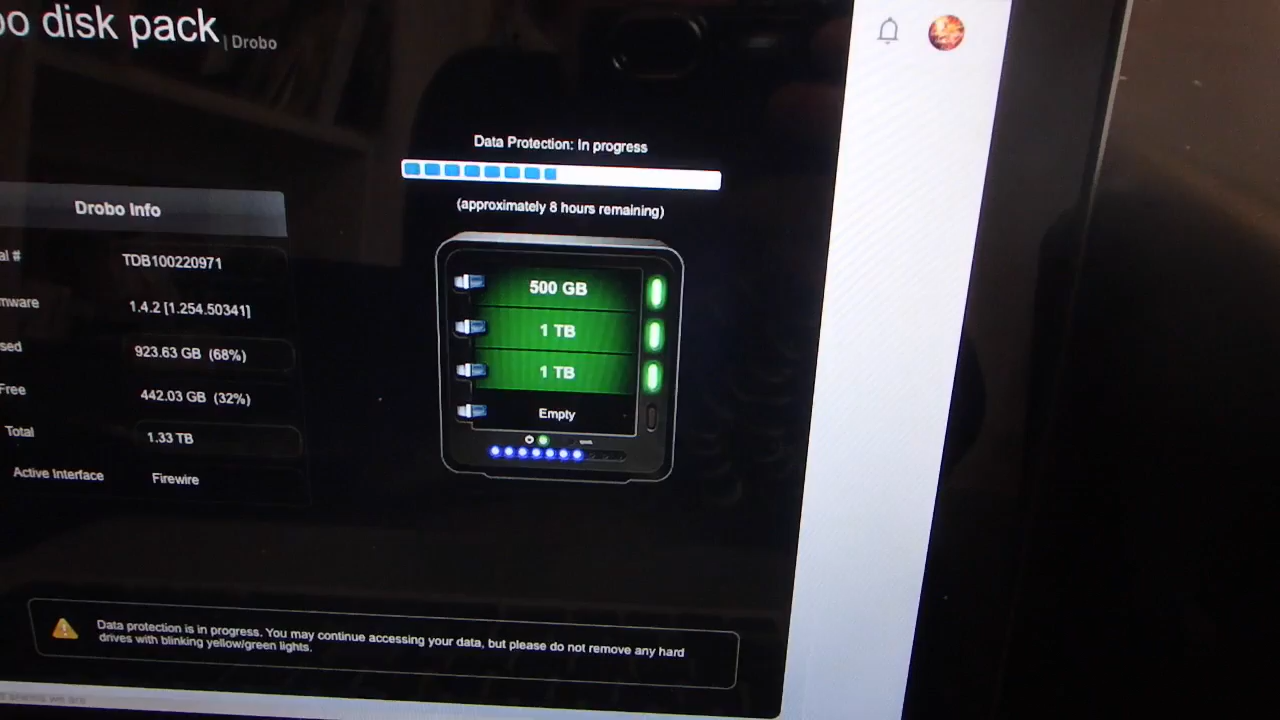 oo disk pack | Drobo
Data Protection: In progress
(approximately 8 hours remaining)
Drobo Info
al # TDB100220971
mware 1.4.2 [1.254.50341]
sed 923.63 GB (68%)
Free 442.03 GB (32%)
Total 1.33 TB
Active Interface Firewire
500 GB
1 TB
1 TB
Empty
Data protection is in progress. You may continue accessing your data, but please do not remove any hard
drives with blinking yellow/green lights.